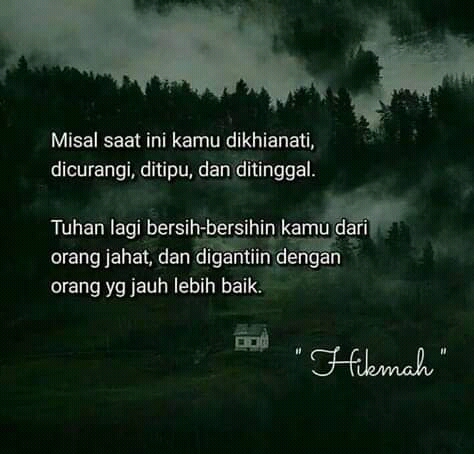 Misal saat ini kamu dikhianati,
dicurangi, ditipu, dan ditinggal.
Tuhan lagi bersih-bersihin kamu dari
orang jahat, dan digantiin dengan
orang yg jauh lebih baik.
" Hikmah "